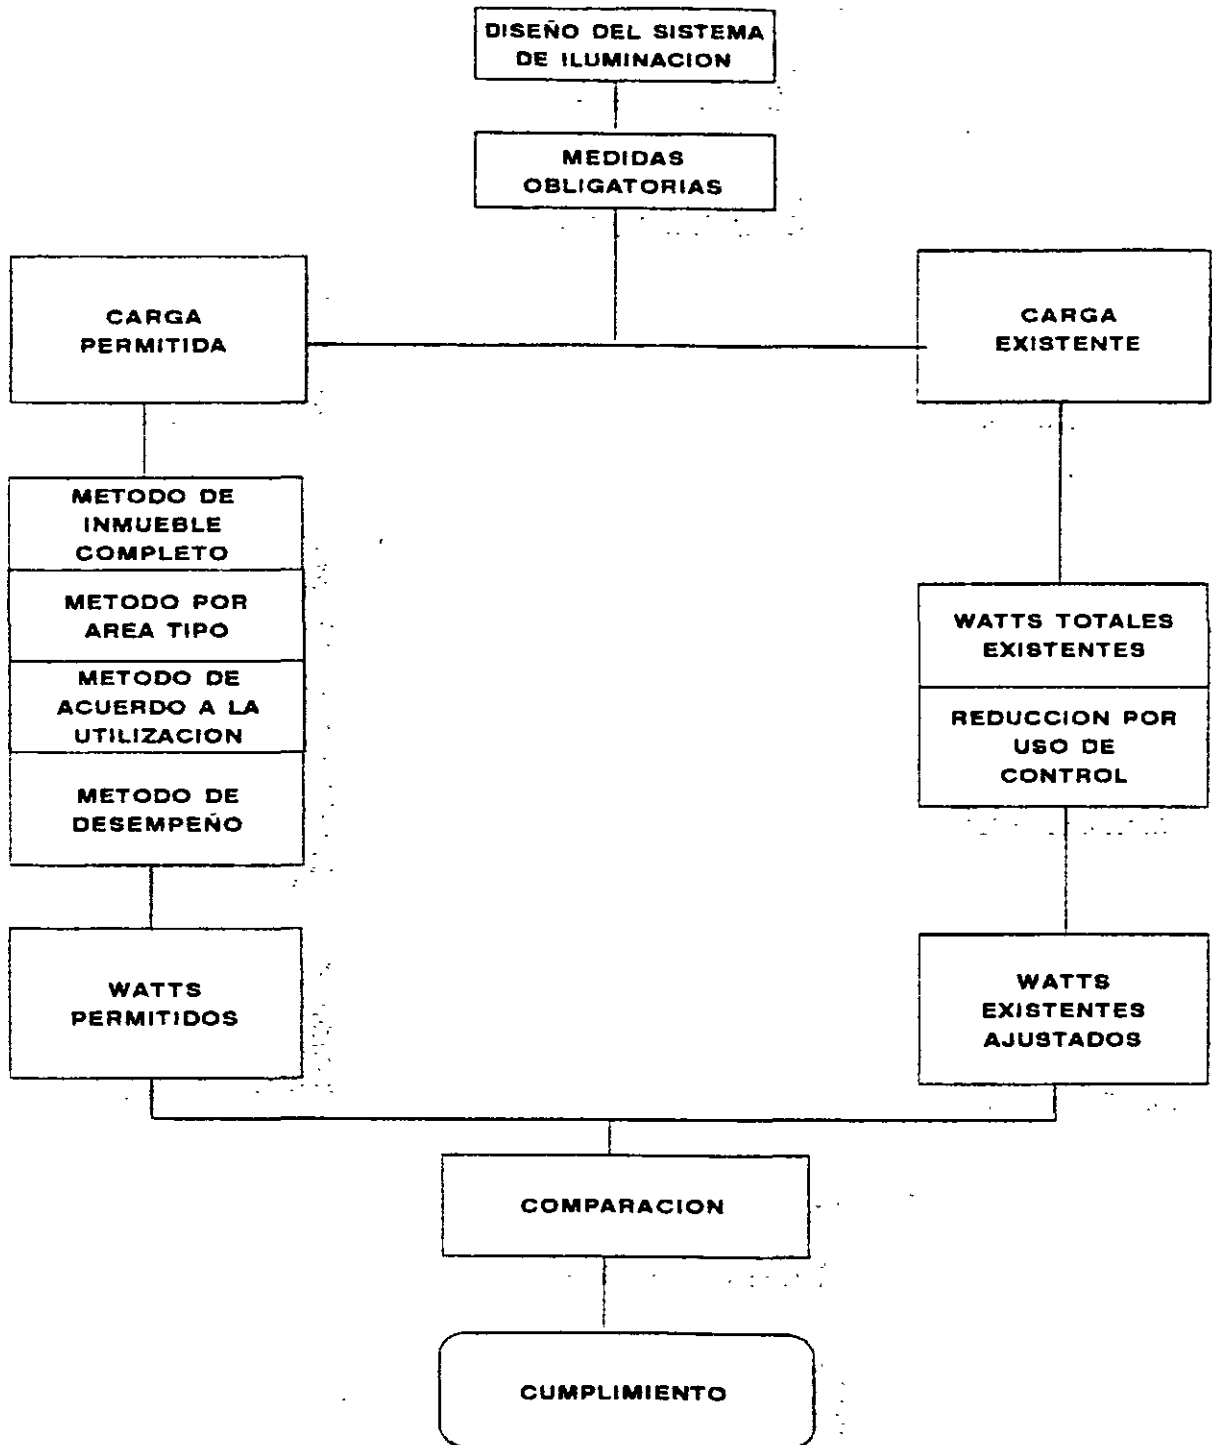 DISEÑO DEL SISTEMA
DE ILUMINACION
MEDIDAS
OBLIGATORIAS
CARGA
PERMITIDA
CARGA
EXISTENTE
METODO DE
INMUEBLE
COMPLETO
METODO POR
AREA TIPO
METODO DE
ACUERDO A LA
UTILIZACION
METODO DE
DESEMPEÑO
WATTS TOTALES
EXISTENTES
REDUCCION POR
USO DE
CONTROL
WATTS
PERMITIDOS
WATTS
EXISTENTES
AJUSTADOS
COMPARACION
CUMPLIMIENTO